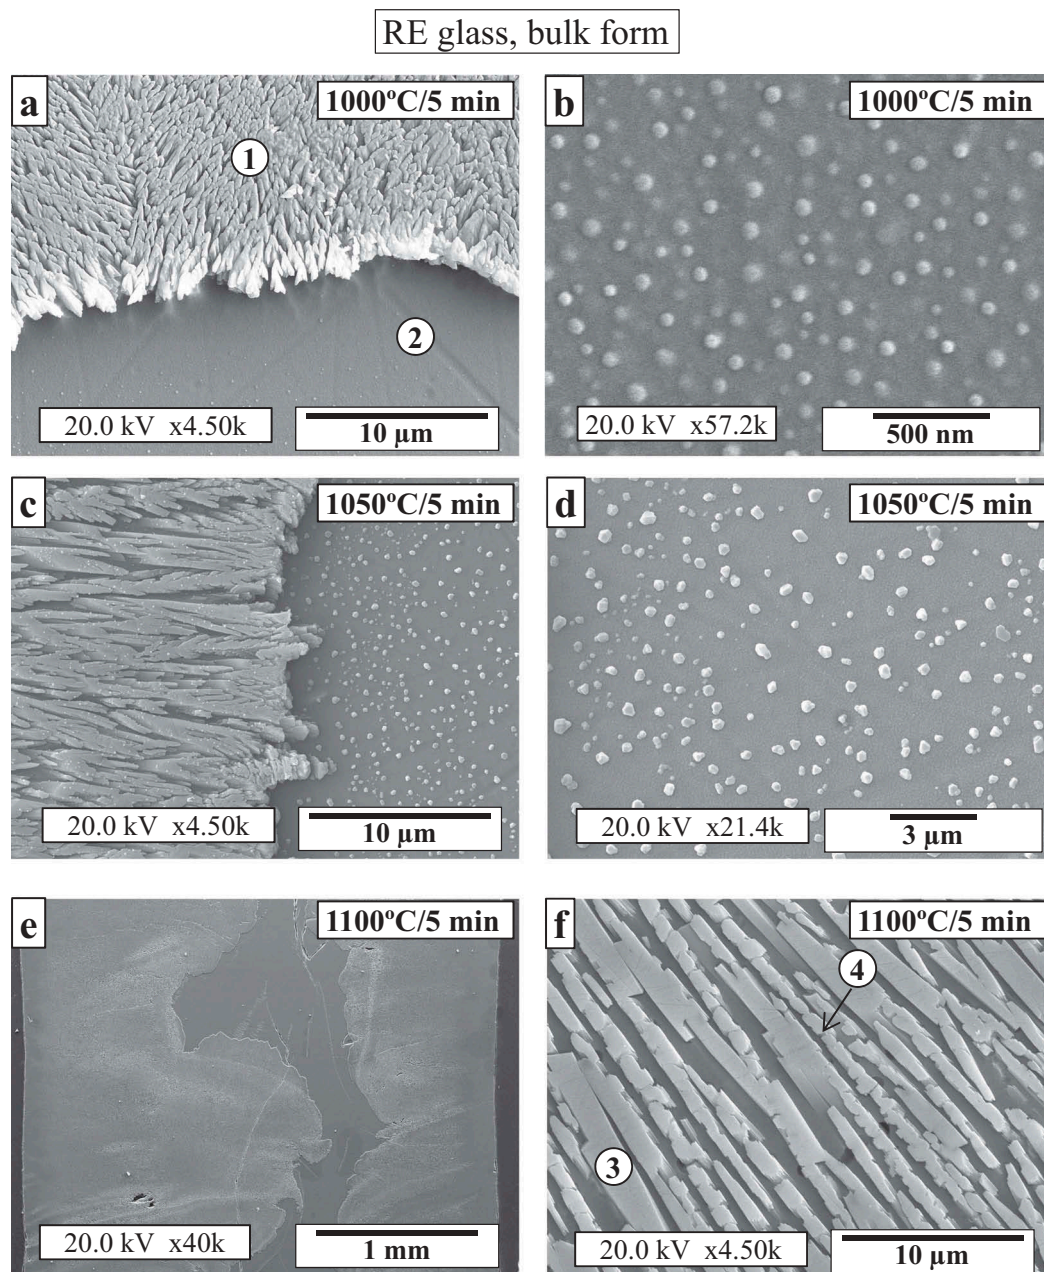 RE glass, bulk form
a
1000ºC/5 min
1
2
20.0 kV x4.50k
10 µm
b
1000ºC/5 min
20.0 kV x57.2k
500 nm
c
1050ºC/5 min
20.0 kV x4.50k
10 µm
d
1050ºC/5 min
20.0 kV x21.4k
3 µm
e
1100ºC/5 min
20.0 kV x40k
1 mm
f
1100ºC/5 min
4
3
20.0 kV x4.50k
10 µm